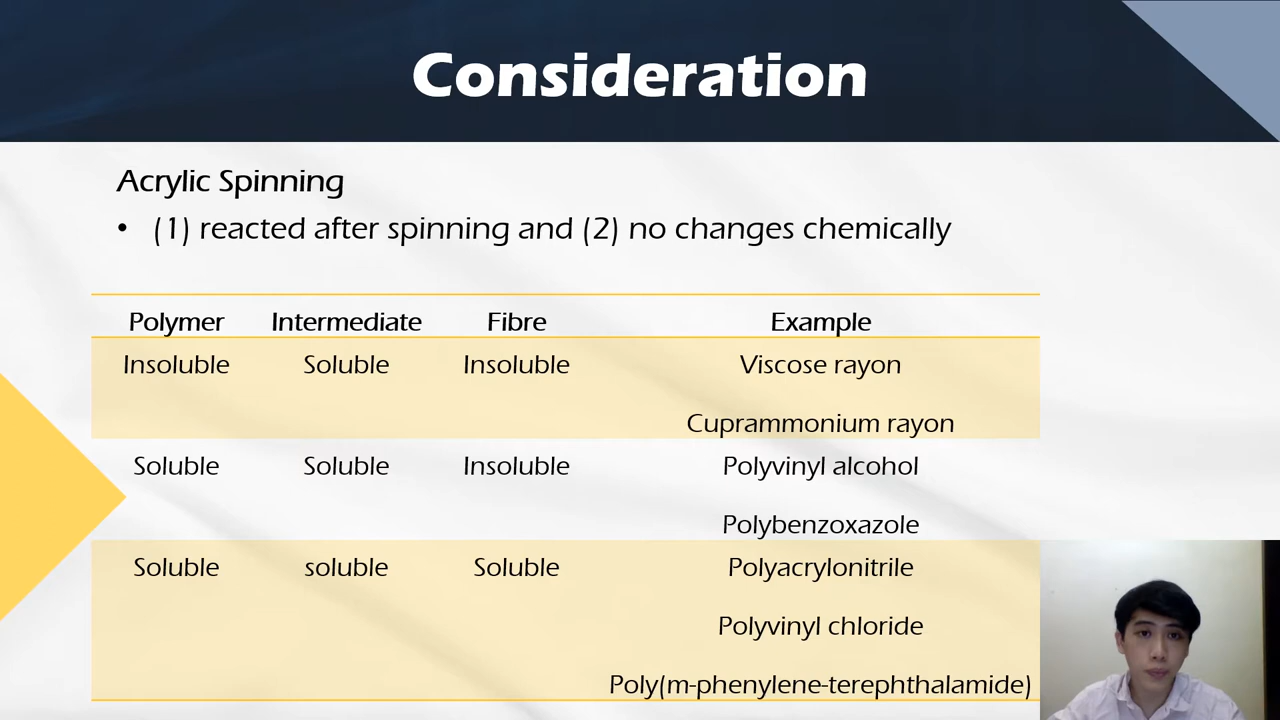 Consideration
Acrylic Spinning
• (1) reacted after spinning and (2) no changes chemically
Polymer Intermediate Fibre Example
Insoluble Soluble Insoluble Viscose rayon
Cuprammonium rayon
Soluble Soluble Insoluble Polyvinyl alcohol
Polybenzoxazole
Soluble soluble Soluble Polyacrylonitrile
Polyvinyl chloride
Poly(m-phenylene-terephthalamide)